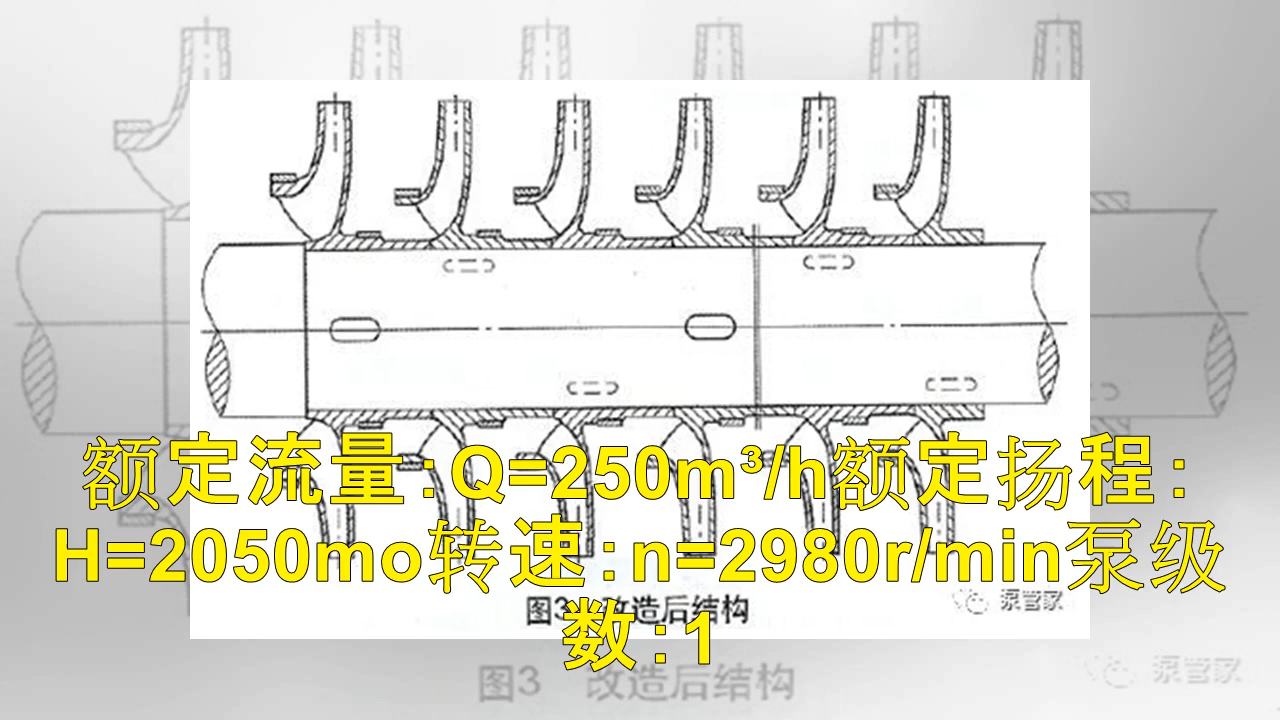 额定流量:Q=250m³/h额定扬程:
H=2050mo转速:n=2980r/min泵级
数:1
图3 改造后结构
泵管家
图3 改造后结构
泵管家